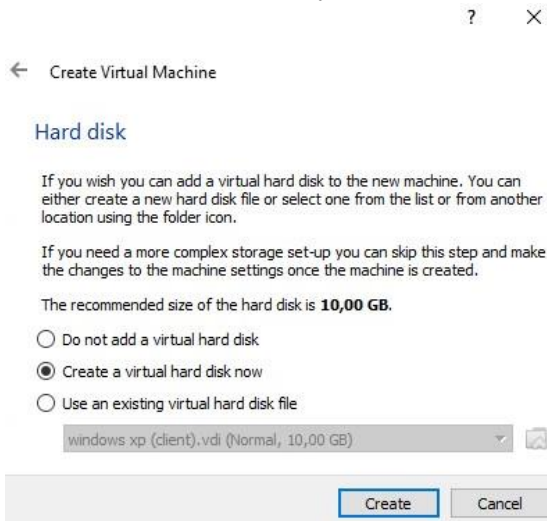 ?
Create Virtual Machine
Hard disk
If you wish you can add a virtual hard disk to the new machine. You can
either create a new hard disk file or select one from the list or from another
location using the folder icon.
If you need a more complex storage set-up you can skip this step and make
the changes to the machine settings once the machine is created.
The recommended size of the hard disk is 10,00 GB.
Do not add a virtual hard disk
Create a virtual hard disk now
Use an existing virtual hard disk file
windows xp (client).vdi (Normal, 10,00 GB)
Create Cancel